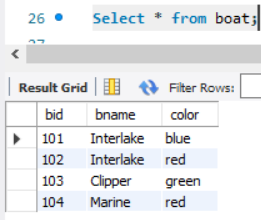 26 Select * from boat;
27
Result Grid Filter Rows:
bid bname color
101 Interlake blue
102 Interlake red
103 Clipper green
104 Marine red